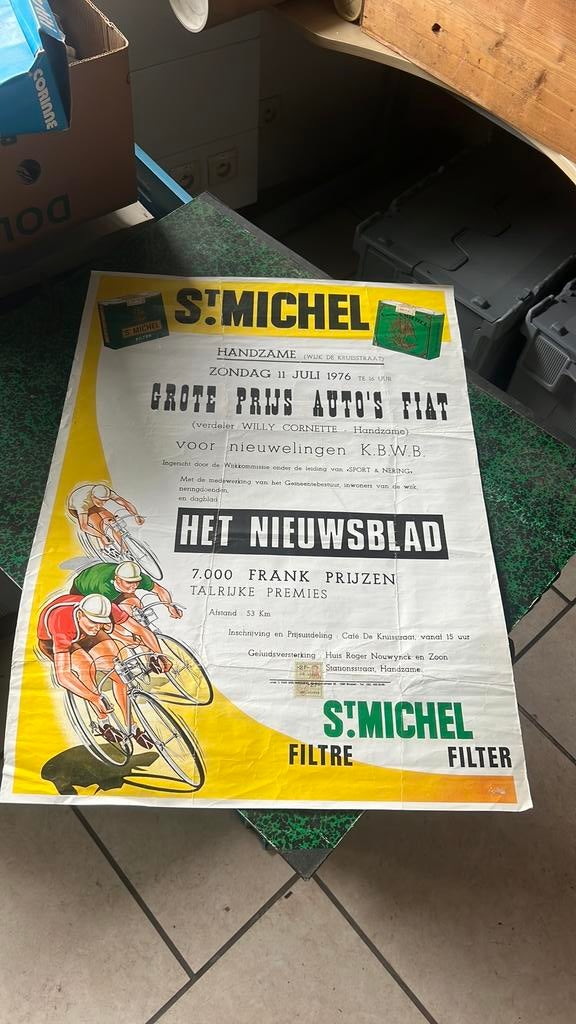 CORINNE
DOL
ST. MICHEL
ST. MICHEL
FILTER
HANDZAME (WIJK DE KRUISSTRAAT)
ZONDAG 11 JULI 1976 TE 16 UUR
GROTE PRIJS AUTO'S FIAT
(verdeler WILLY CORNETTE - Handzame)
voor nieuwelingen K.B.W.B.
Ingericht door de Wijkkommissie onder de leiding van «SPORT & NERING»
Met de medewerking van het Gemeentebestuur, inwoners van de wijk,
neringdoenden,
en dagblad
HET NIEUWSBLAD
7.000 FRANK PRIJZEN
TALRIJKE PREMIES
Afstand : 53 Km
Inschrijving en Prijsuitdeling : Café De Kruisstraat, vanaf 15 uur
Geluidsversterking : Huis Roger Nouwynck en Zoon
Stationsstraat, Handzame.
ST. MICHEL
FILTRE FILTER